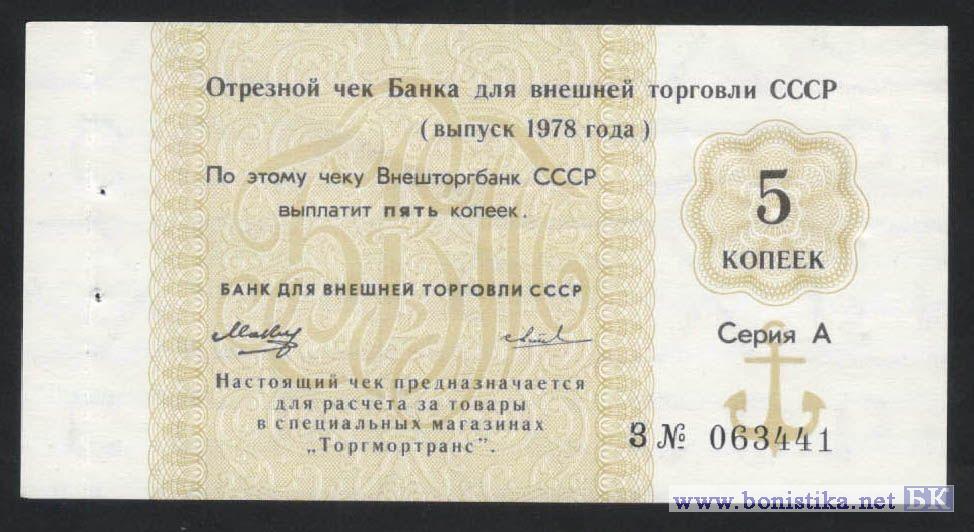 Отрезной чек Банка для внешней торговли СССР
(выпуск 1978 года)
По этому чеку Внешторгбанк СССР
выплатит пять копеек.
5
КОПЕЕК
БАНК ДЛЯ ВНЕШНЕЙ ТОРГОВЛИ СССР
Серия А
Настоящий чек предназначается
для расчета за товары
в специальных магазинах
„Торгмортранс".
З № 063441
www.bonistika.net БК